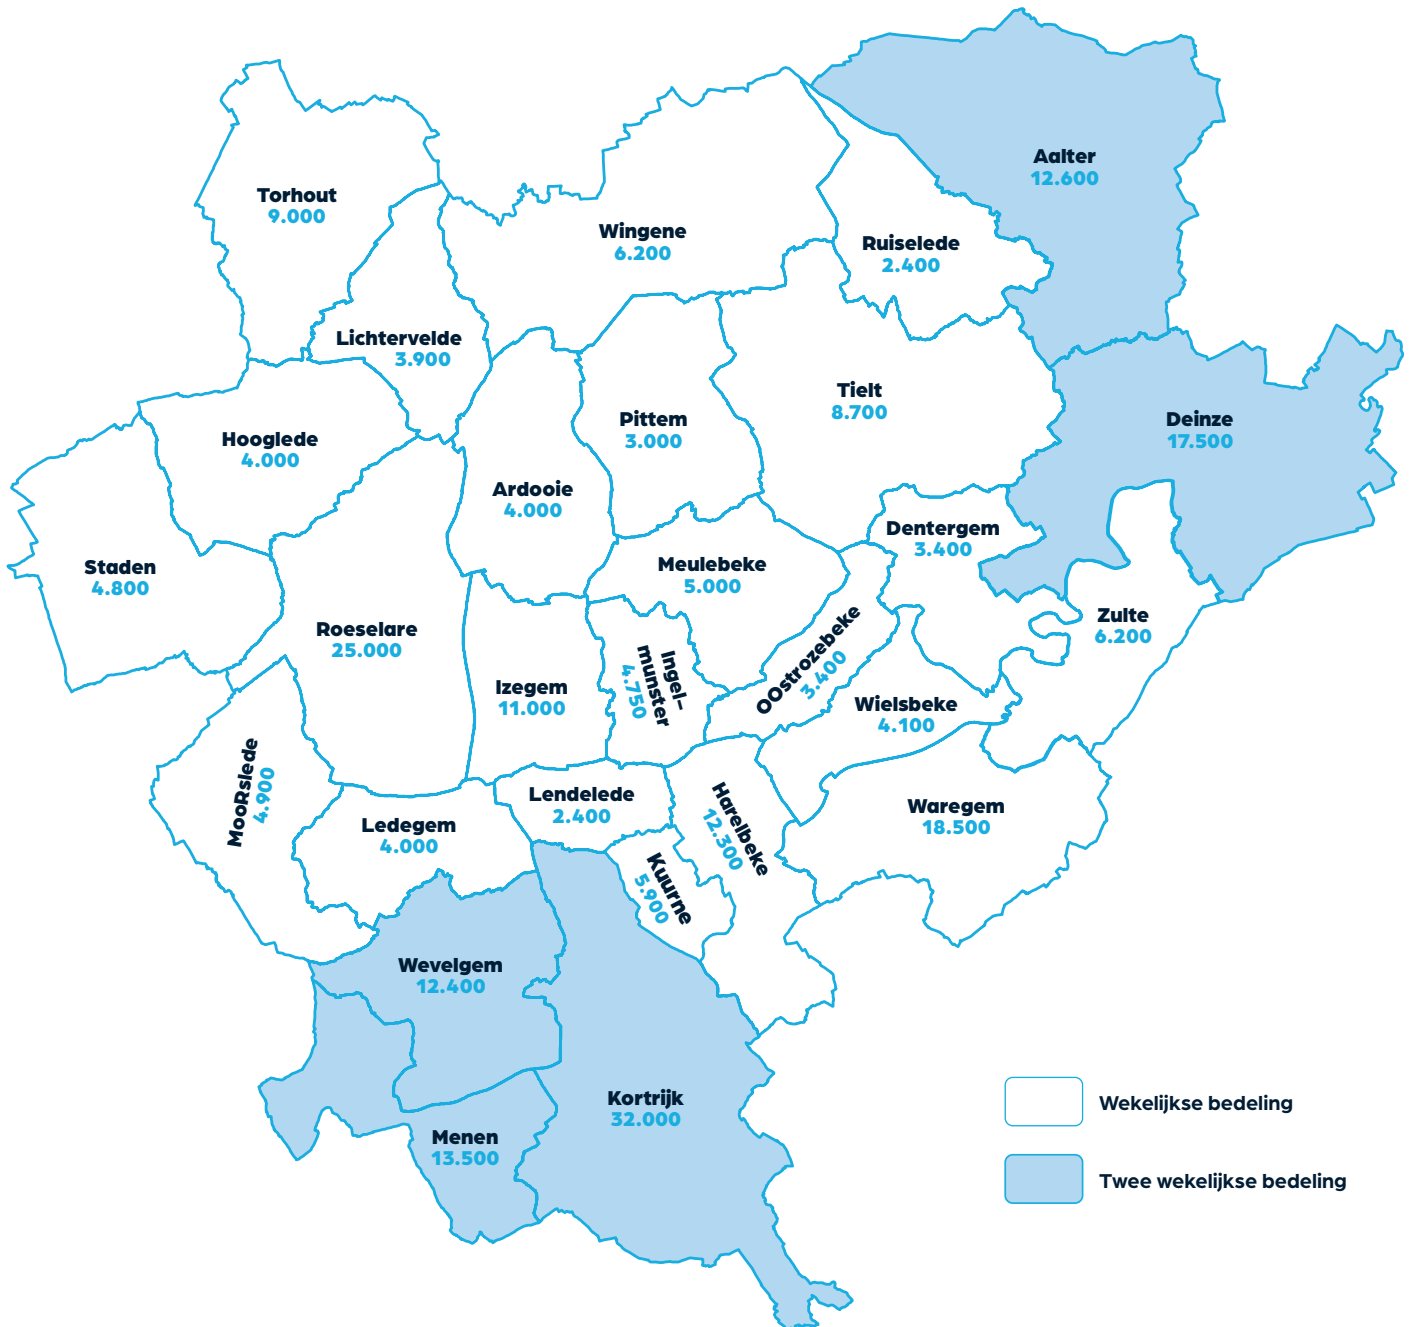 Aalter
12.600
Torhout
9.000
Wingene
6.200
Ruiselede
2.400
Lichtervelde
3.900
Tielt
8.700
Pittem
3.000
Deinze
17.500
Hooglede
4.000
Ardooie
4.000
Dentergem
3.400
Meulebeke
5.000
Staden
4.800
Zulte
6.200
Roeselare
25.000
Ingel-
munster
4.750
OOstrozebeke
3.400
Izegem
11.000
Wielsbeke
4.100
MooRslede
4.900
Lendelede
2.400
Harelbeke
12.300
Waregem
18.500
Ledegem
4.000
Kuurne
5.900
Wevelgem
12.400
Kortrijk
32.000
Menen
13.500
Wekelijkse bedeling
Twee wekelijkse bedeling